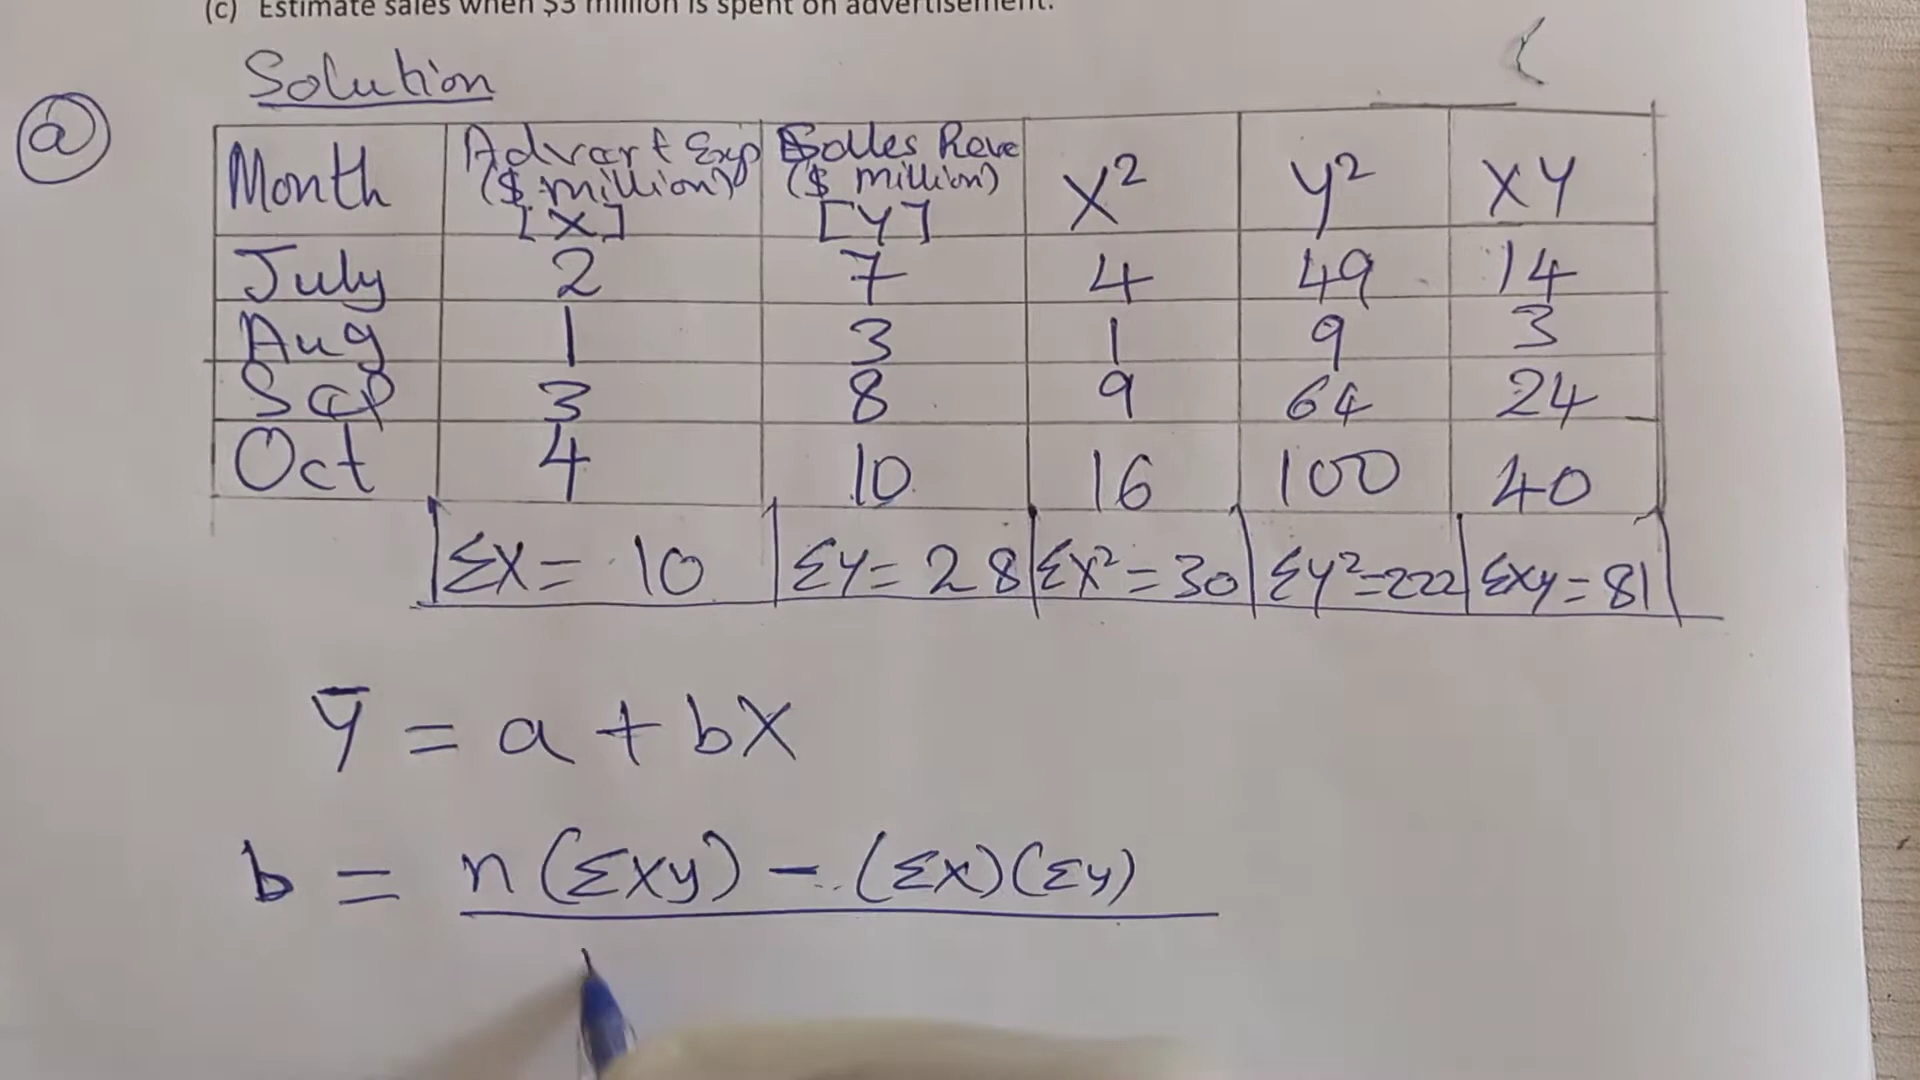 (c) Estimate sales when $3 million is spent on advertisement.
Solution
(a)
Month | Advert Exp ($ million) [X] | Salles Reve ($ million) [Y] | X² | Y² | XY
July | 2 | 7 | 4 | 49 | 14
Aug | 1 | 3 | 1 | 9 | 3
Sep | 3 | 8 | 9 | 64 | 24
Oct | 4 | 10 | 16 | 100 | 40
ΣX = 10 | ΣY = 28 | ΣX² = 30 | ΣY² = 222 | ΣXY = 81
Ȳ = a + bX
b = n(ΣXY) - (ΣX)(ΣY)